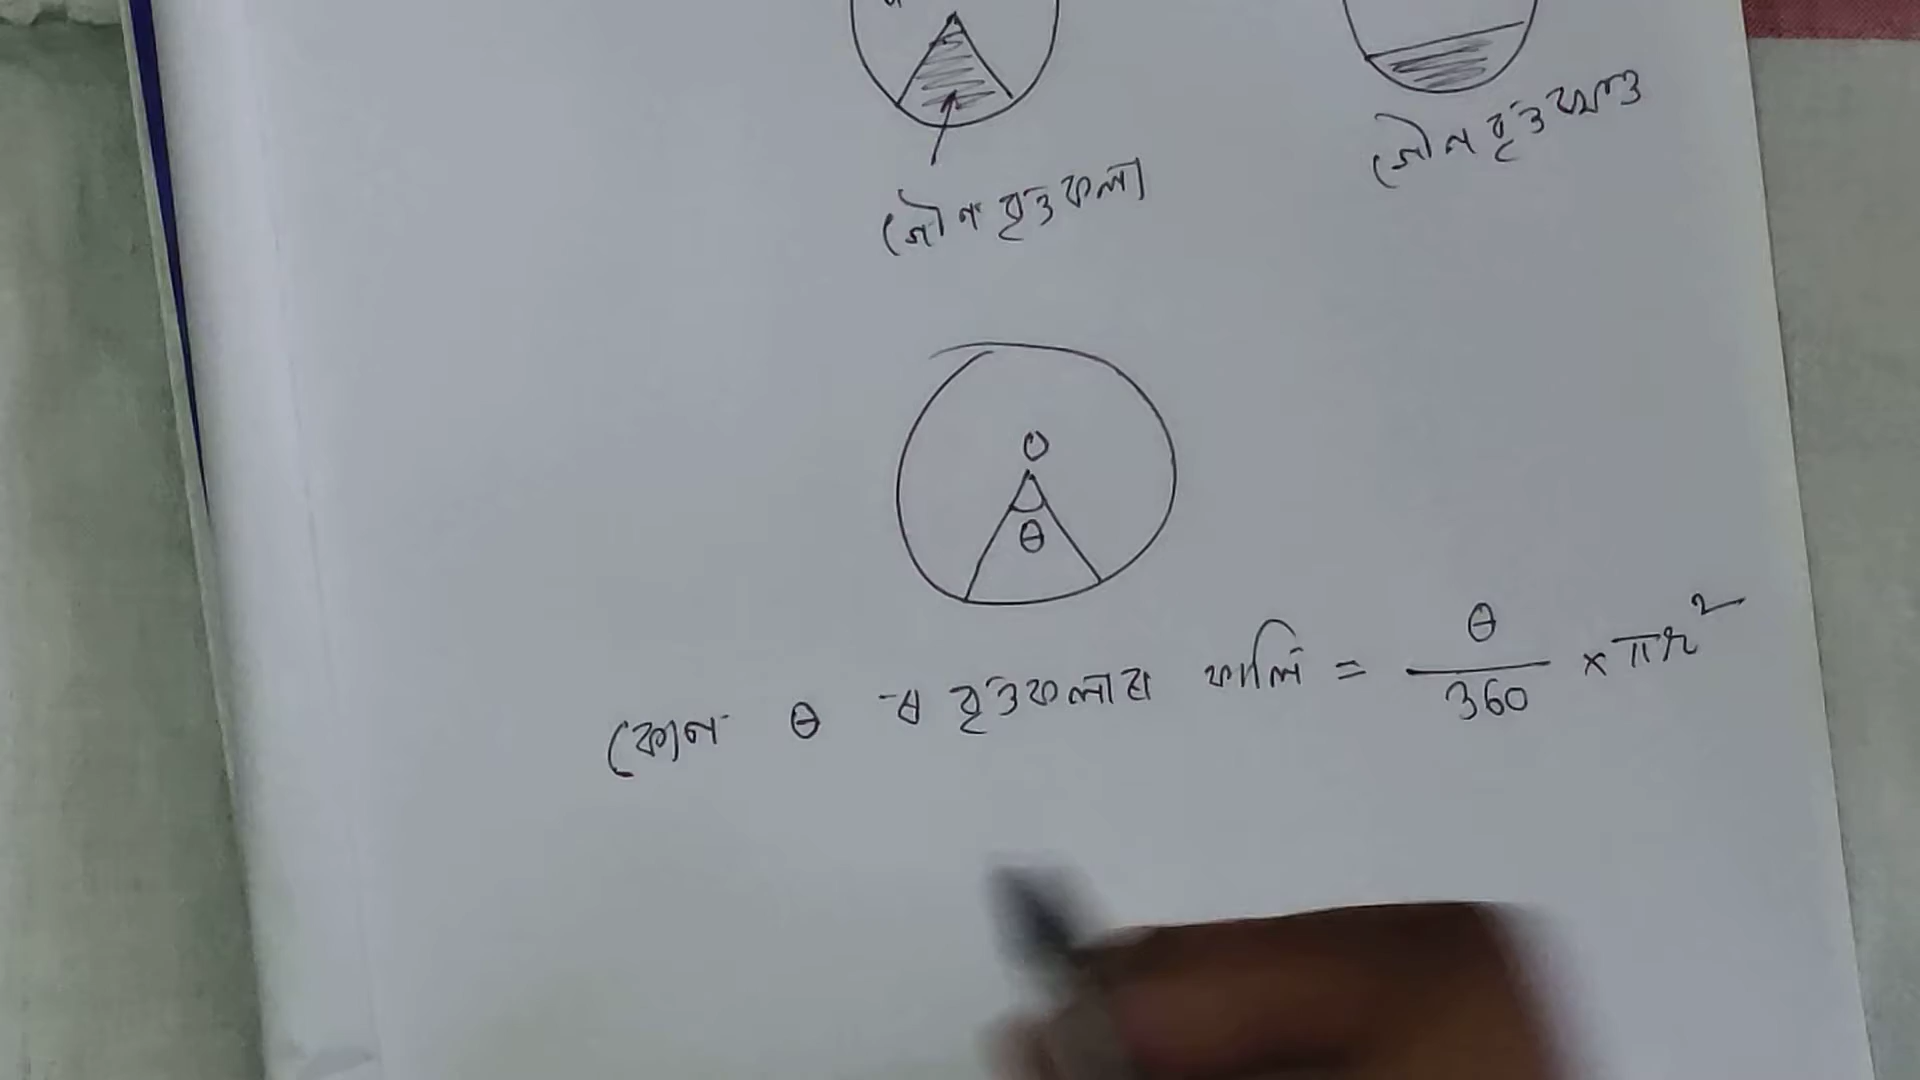 গৌণ বৃত্তখণ্ড
গৌণ বৃত্তকলা
O
θ
কোণ θ ৰ বৃত্তকলাৰ কালি = θ/360 × πr²